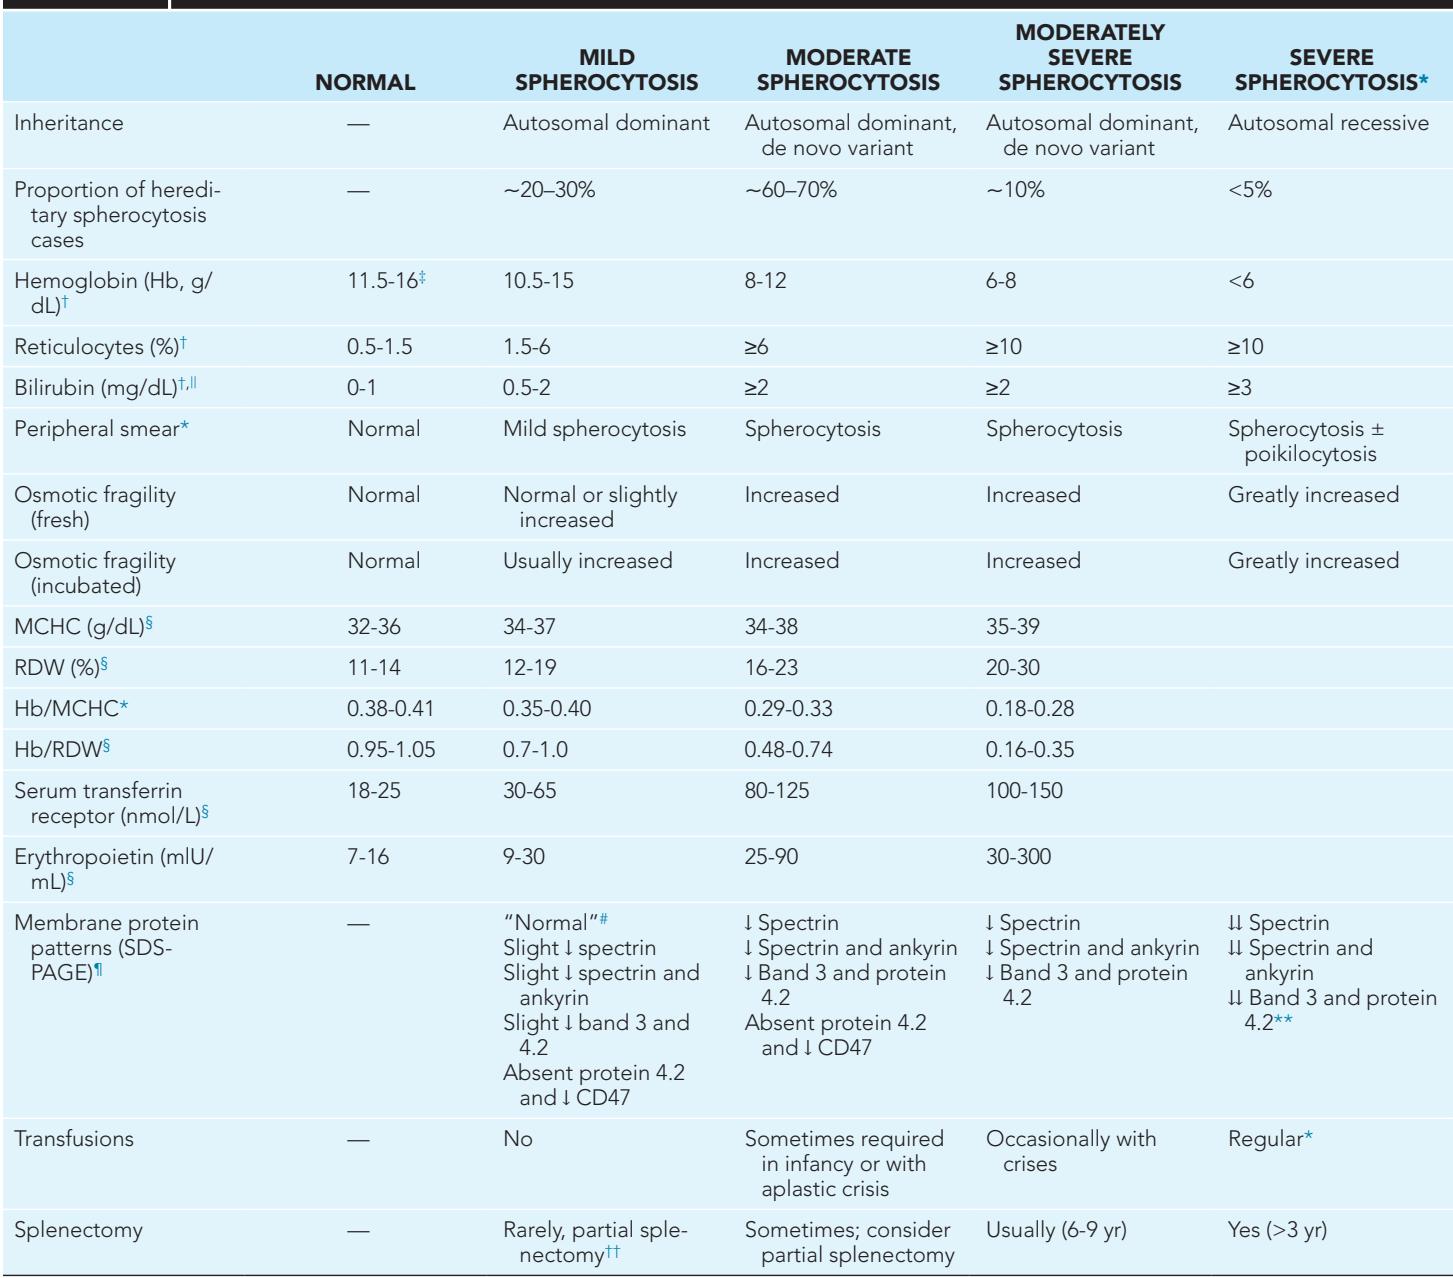 NORMAL
MILD
SPHEROCYTOSIS
MODERATE
SPHEROCYTOSIS
MODERATELY
SEVERE
SPHEROCYTOSIS
SEVERE
SPHEROCYTOSIS*
Inheritance
—
Autosomal dominant
Autosomal dominant,
de novo variant
Autosomal dominant,
de novo variant
Autosomal recessive
Proportion of heredi-
tary spherocytosis
cases
—
~20–30%
~60–70%
~10%
<5%
Hemoglobin (Hb, g/
dL)†
11.5-16‡
10.5-15
8-12
6-8
<6
Reticulocytes (%)†
0.5-1.5
1.5-6
≥6
≥10
≥10
Bilirubin (mg/dL)†,||
0-1
0.5-2
≥2
≥2
≥3
Peripheral smear*
Normal
Mild spherocytosis
Spherocytosis
Spherocytosis
Spherocytosis ±
poikilocytosis
Osmotic fragility
(fresh)
Normal
Normal or slightly
increased
Increased
Increased
Greatly increased
Osmotic fragility
(incubated)
Normal
Usually increased
Increased
Increased
Greatly increased
MCHC (g/dL)§
32-36
34-37
34-38
35-39
RDW (%)§
11-14
12-19
16-23
20-30
Hb/MCHC*
0.38-0.41
0.35-0.40
0.29-0.33
0.18-0.28
Hb/RDW§
0.95-1.05
0.7-1.0
0.48-0.74
0.16-0.35
Serum transferrin
receptor (nmol/L)§
18-25
30-65
80-125
100-150
Erythropoietin (mlU/
mL)§
7-16
9-30
25-90
30-300
Membrane protein
patterns (SDS-
PAGE)¶
—
“Normal”#
Slight ↓ spectrin
Slight ↓ spectrin and
ankyrin
Slight ↓ band 3 and
4.2
Absent protein 4.2
and ↓ CD47
↓ Spectrin
↓ Spectrin and ankyrin
↓ Band 3 and protein
4.2
Absent protein 4.2
and ↓ CD47
↓ Spectrin
↓ Spectrin and ankyrin
↓ Band 3 and protein
4.2
↓↓ Spectrin
↓↓ Spectrin and
ankyrin
↓↓ Band 3 and protein
4.2**
Transfusions
—
No
Sometimes required
in infancy or with
aplastic crisis
Occasionally with
crises
Regular*
Splenectomy
—
Rarely, partial sple-
nectomy††
Sometimes; consider
partial splenectomy
Usually (6-9 yr)
Yes (>3 yr)